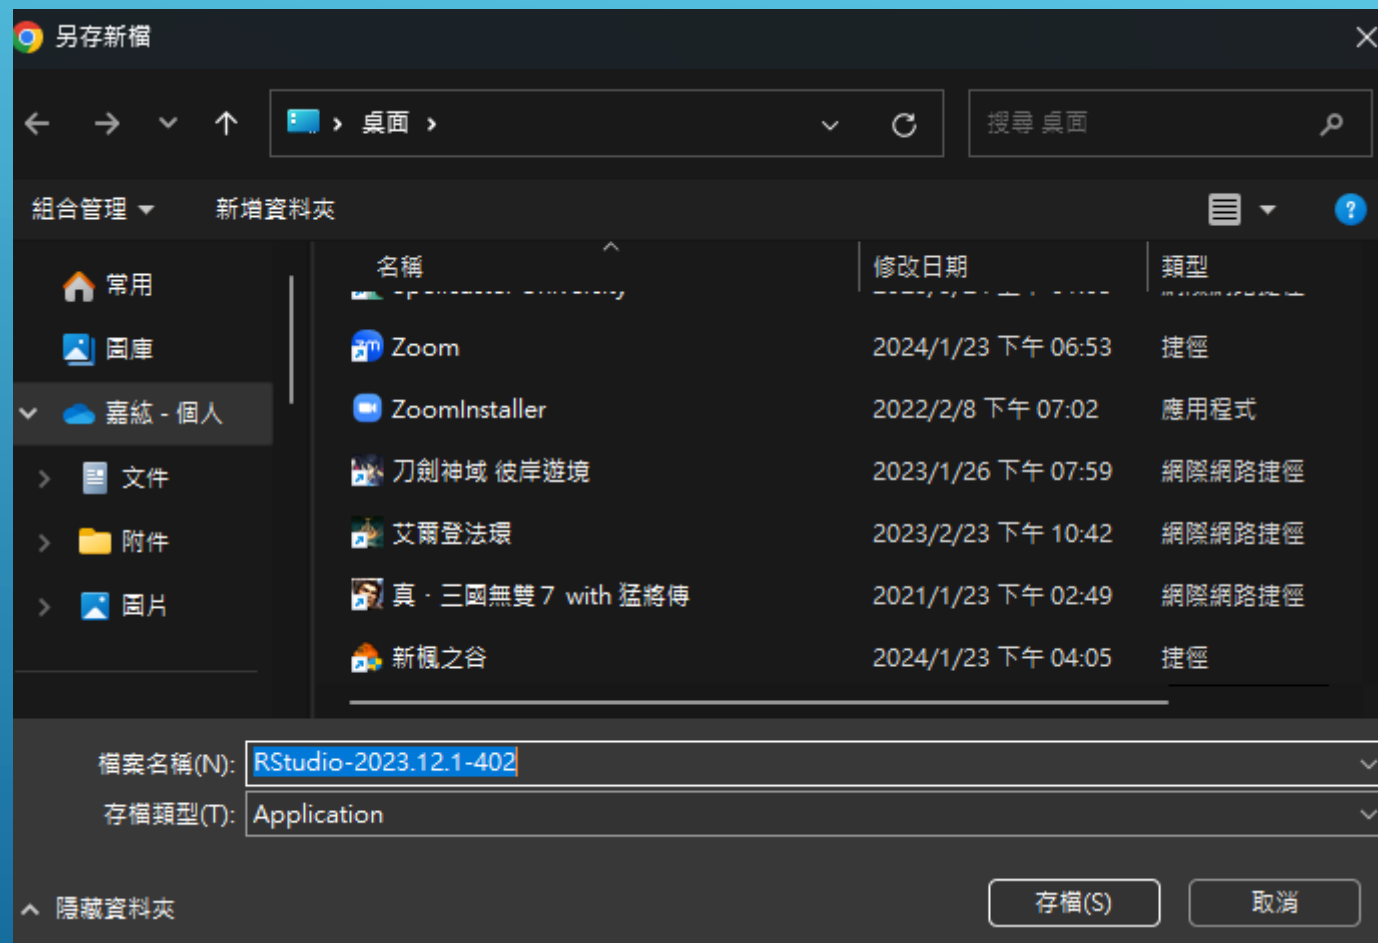 另存新檔
桌面
搜尋 桌面
組合管理
新增資料夾
名稱 修改日期 類型
常用
圖庫
嘉紘 - 個人
文件
附件
圖片
Zoom 2024/1/23 下午 06:53 捷徑
ZoomInstaller 2022/2/8 下午 07:02 應用程式
刀劍神域 彼岸遊境 2023/1/26 下午 07:59 網際網路捷徑
艾爾登法環 2023/2/23 下午 10:42 網際網路捷徑
真‧三國無雙７ with 猛將傳 2021/1/23 下午 02:49 網際網路捷徑
新楓之谷 2024/1/23 下午 04:05 捷徑
檔案名稱(N): RStudio-2023.12.1-402
存檔類型(T): Application
隱藏資料夾
存檔(S)
取消